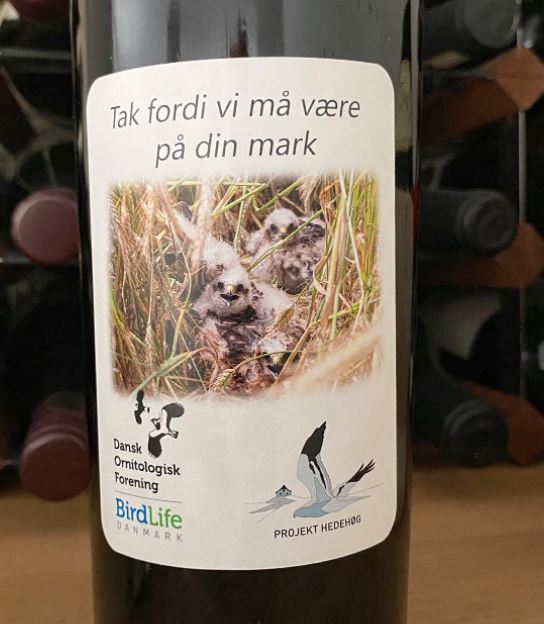 Tak fordi vi må være
på din mark
Dansk
Ornitologisk
Forening
BirdLife
DANMARK
PROJEKT HEDEHØG